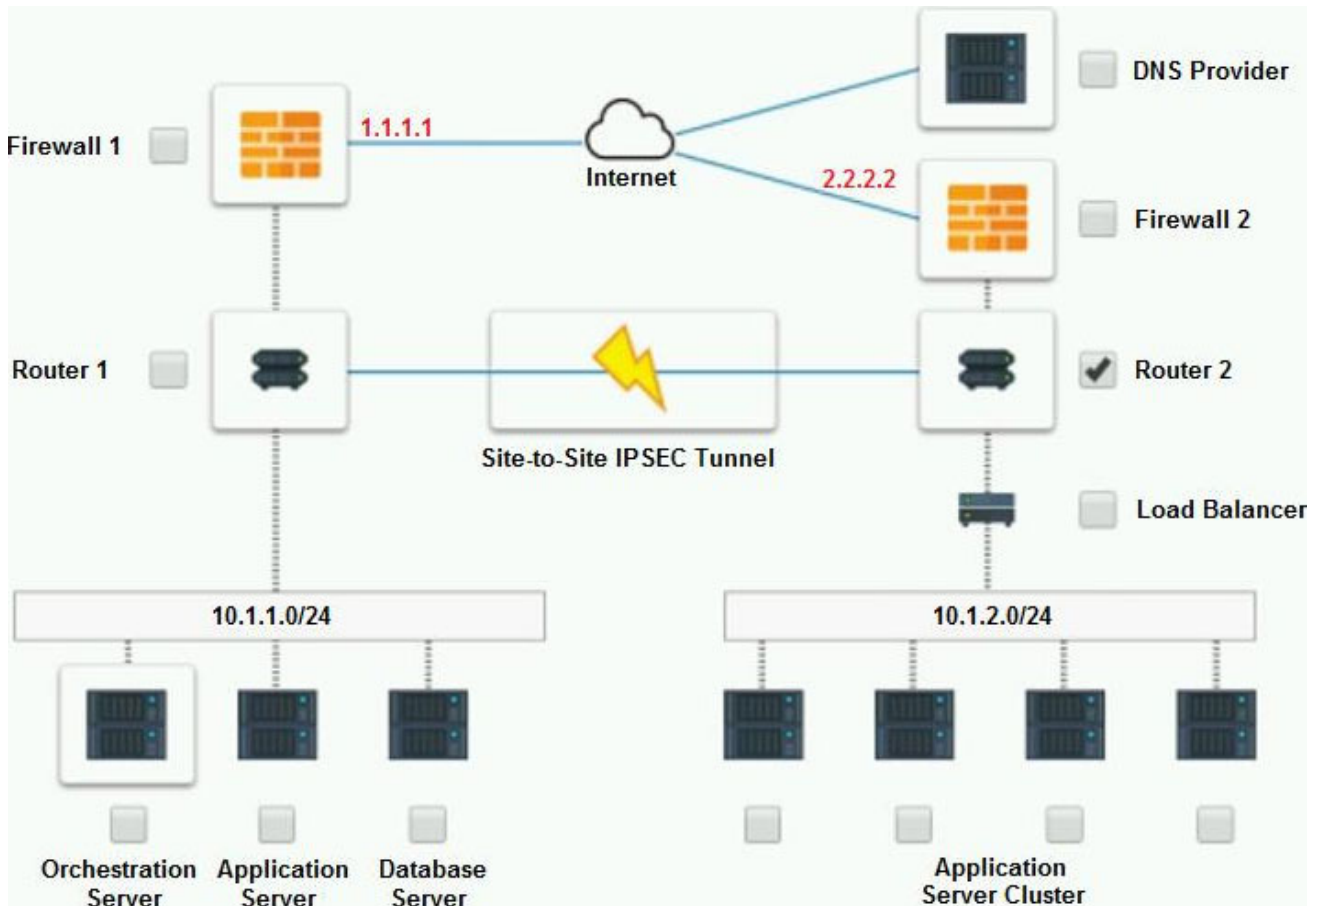 DNS Provider
Firewall 1
1.1.1.1
Internet
2.2.2.2
Firewall 2
Router 1
Router 2
Site-to-Site IPSEC Tunnel
Load Balancer
10.1.1.0/24
10.1.2.0/24
Orchestration
Server
Application
Server
Database
Server
Application
Server Cluster